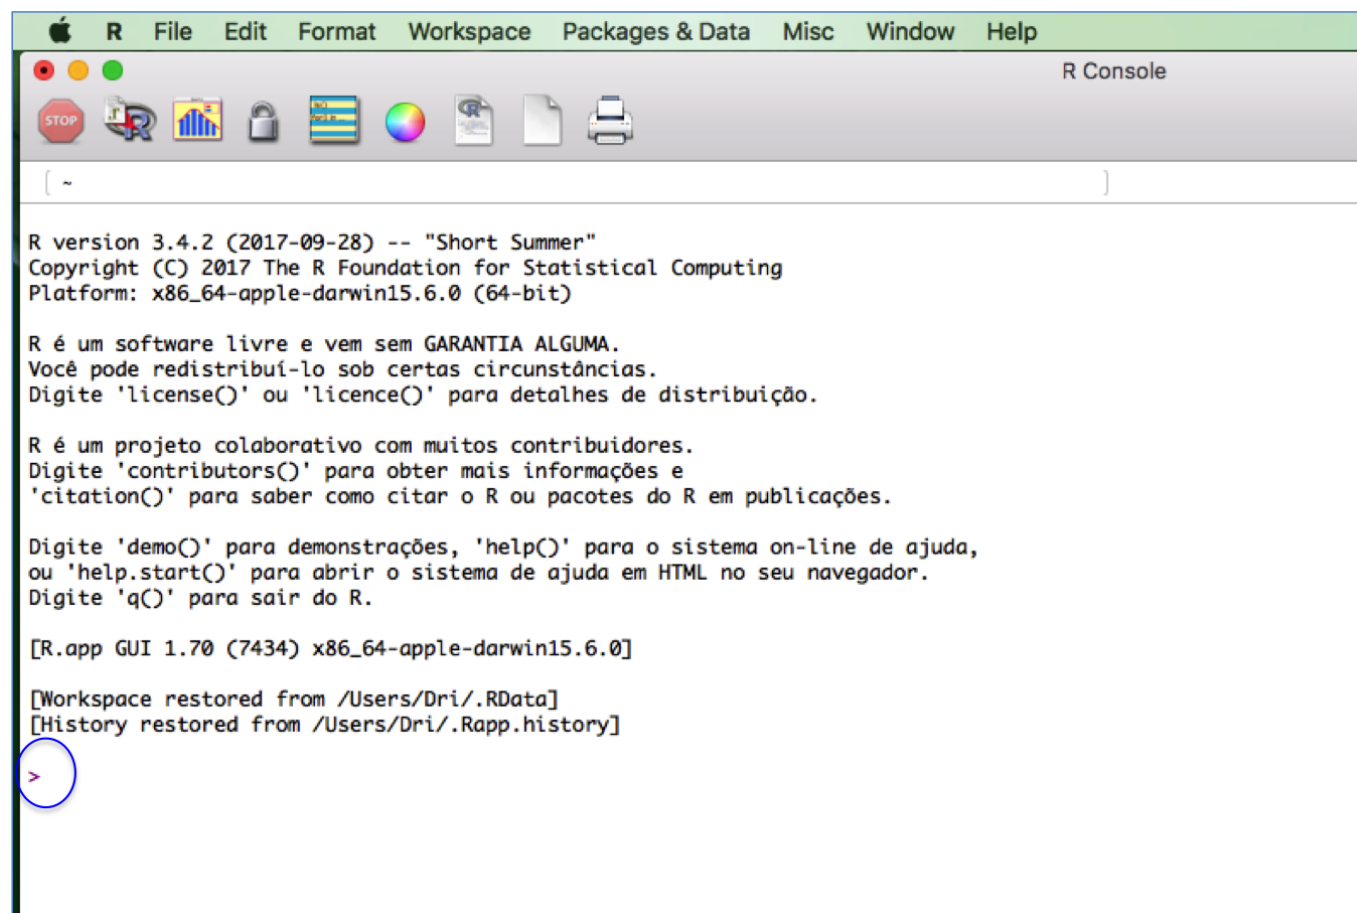 R File Edit Format Workspace Packages & Data Misc Window Help
R Console
STOP
~
R version 3.4.2 (2017-09-28) -- "Short Summer"
Copyright (C) 2017 The R Foundation for Statistical Computing
Platform: x86_64-apple-darwin15.6.0 (64-bit)
R é um software livre e vem sem GARANTIA ALGUMA.
Você pode redistribuí-lo sob certas circunstâncias.
Digite 'license()' ou 'licence()' para detalhes de distribuição.
R é um projeto colaborativo com muitos contribuidores.
Digite 'contributors()' para obter mais informações e
'citation()' para saber como citar o R ou pacotes do R em publicações.
Digite 'demo()' para demonstrações, 'help()' para o sistema on-line de ajuda,
ou 'help.start()' para abrir o sistema de ajuda em HTML no seu navegador.
Digite 'q()' para sair do R.
[R.app GUI 1.70 (7434) x86_64-apple-darwin15.6.0]
[Workspace restored from /Users/Dri/.RData]
[History restored from /Users/Dri/.Rapp.history]
>